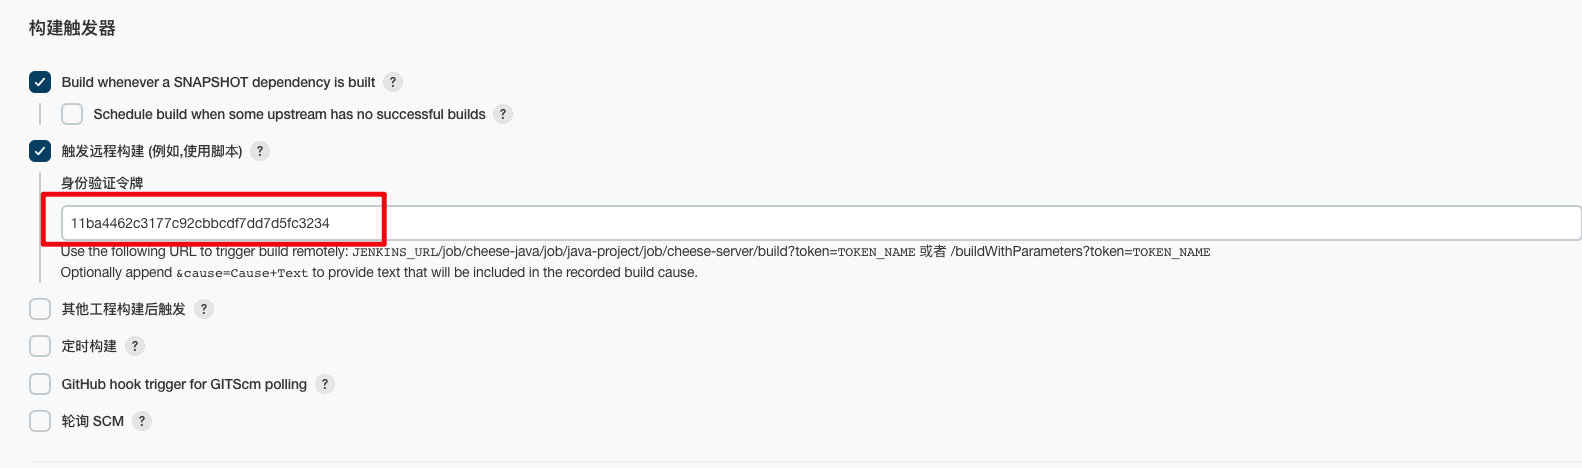 构建触发器
Build whenever a SNAPSHOT dependency is built ?
Schedule build when some upstream has no successful builds ?
触发远程构建 (例如,使用脚本) ?
身份验证令牌
11ba4462c3177c92cbbcdf7dd7d5fc3234
Use the following URL to trigger build remotely: JENKINS_URL/job/cheese-java/job/java-project/job/cheese-server/build?token=TOKEN_NAME 或者 /buildWithParameters?token=TOKEN_NAME
Optionally append &cause=Cause+Text to provide text that will be included in the recorded build cause.
其他工程构建后触发 ?
定时构建 ?
GitHub hook trigger for GITScm polling ?
轮询 SCM ?